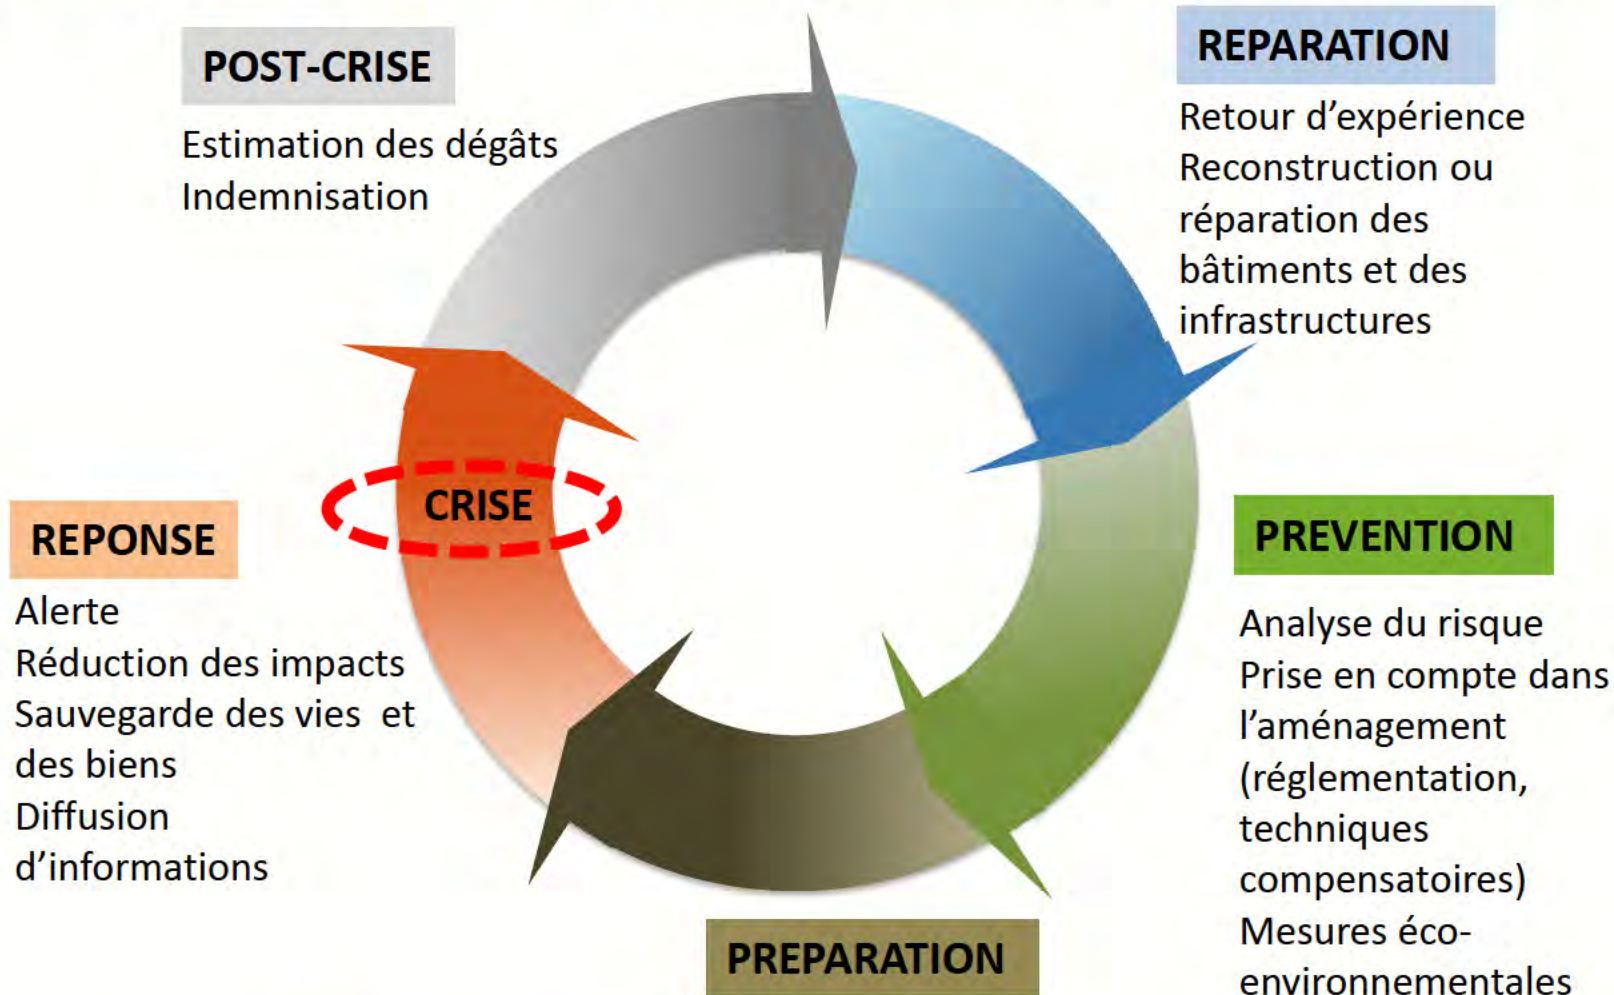 POST-CRISE
Estimation des dégâts
Indemnisation
REPARATION
Retour d’expérience
Reconstruction ou
réparation des
bâtiments et des
infrastructures
CRISE
REPONSE
Alerte
Réduction des impacts
Sauvegarde des vies et
des biens
Diffusion
d’informations
PREVENTION
Analyse du risque
Prise en compte dans
l’aménagement
(réglementation,
techniques
compensatoires)
Mesures éco-
environnementales
PREPARATION